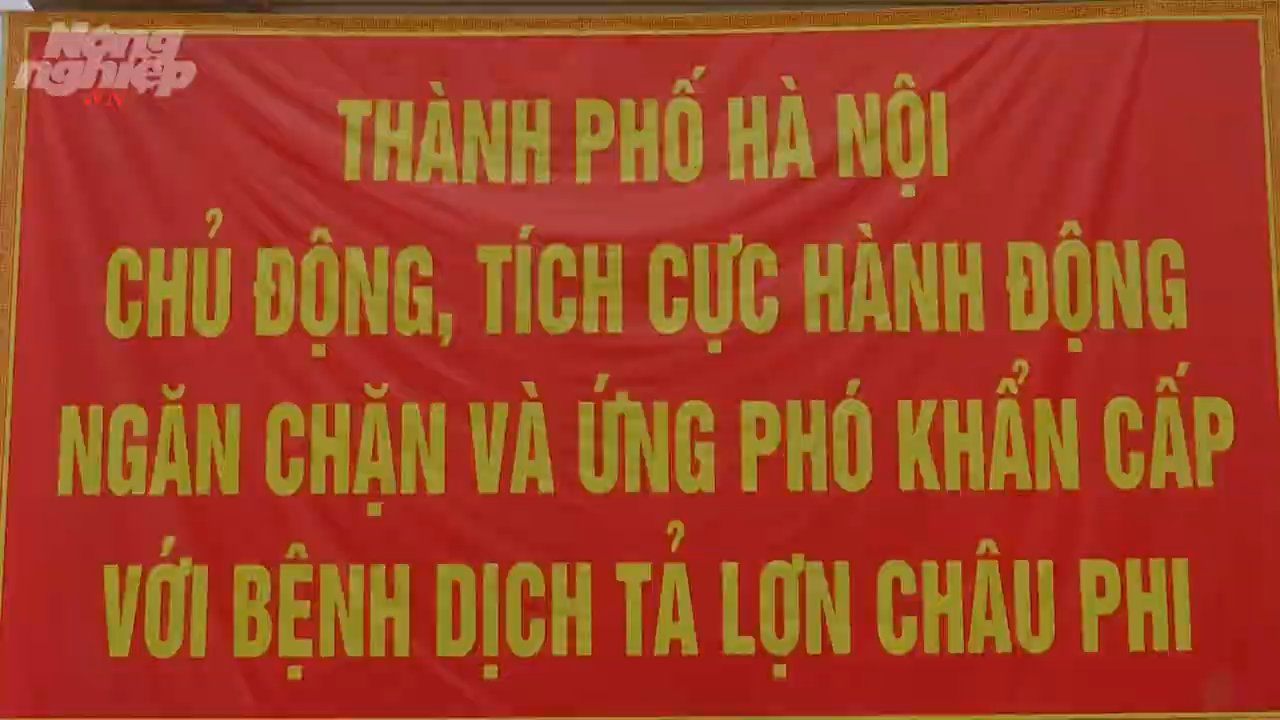 Nông
nghiệp
.VN
THÀNH PHỐ HÀ NỘI
CHỦ ĐỘNG, TÍCH CỰC HÀNH ĐỘNG
NGĂN CHẶN VÀ ỨNG PHÓ KHẨN CẤP
VỚI BỆNH DỊCH TẢ LỢN CHÂU PHI